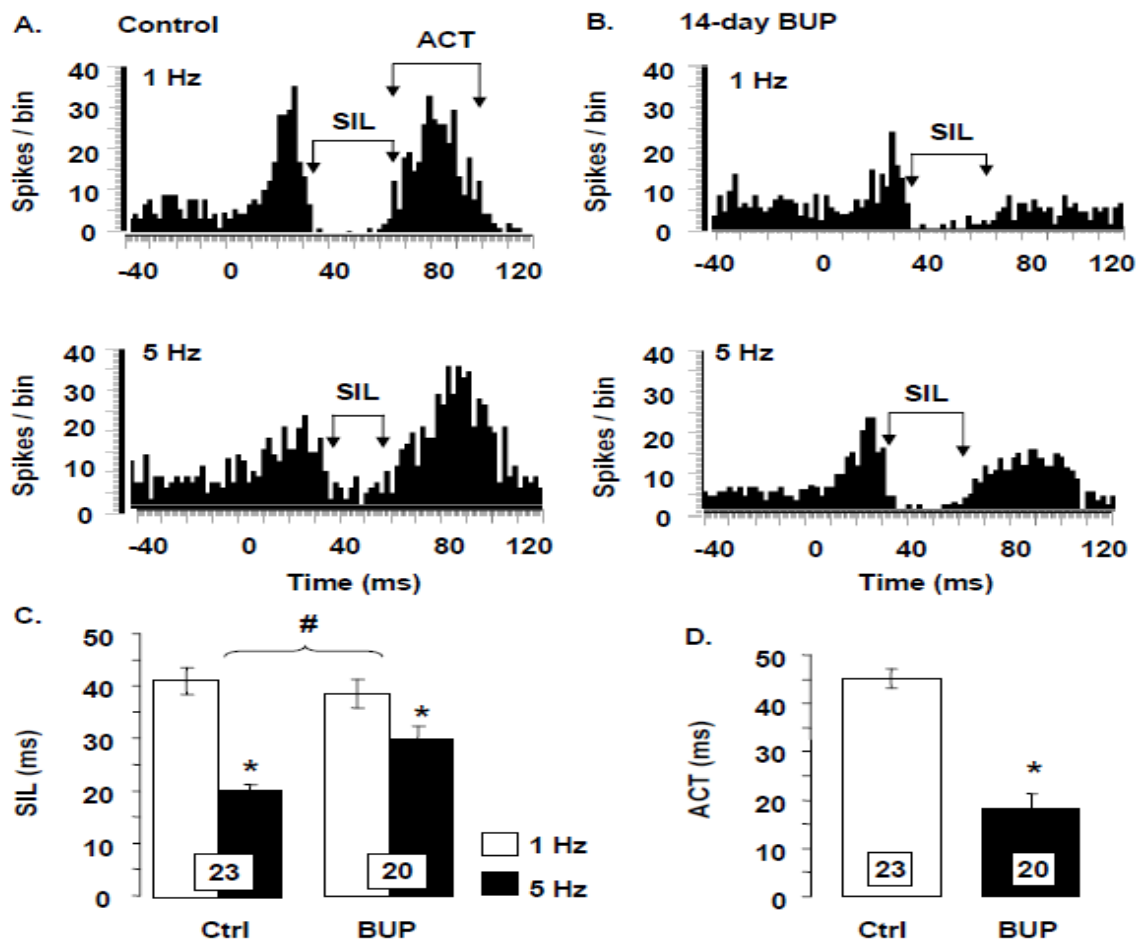 A. Control
ACT
1 Hz
SIL
Spikes / bin
40
30
20
10
0
-40 0 40 80 120
B. 14-day BUP
1 Hz
SIL
Spikes / bin
40
30
20
10
0
-40 0 40 80 120
5 Hz
SIL
Spikes / bin
40
30
20
10
0
-40 0 40 80 120
Time (ms)
5 Hz
SIL
Spikes / bin
40
30
20
10
0
-40 0 40 80 120
Time (ms)
C.
#
SIL (ms)
50
40
30
20
10
0
*
*
23
20
Ctrl BUP
1 Hz
5 Hz
D.
ACT (ms)
50
40
30
20
10
0
*
23
20
Ctrl BUP